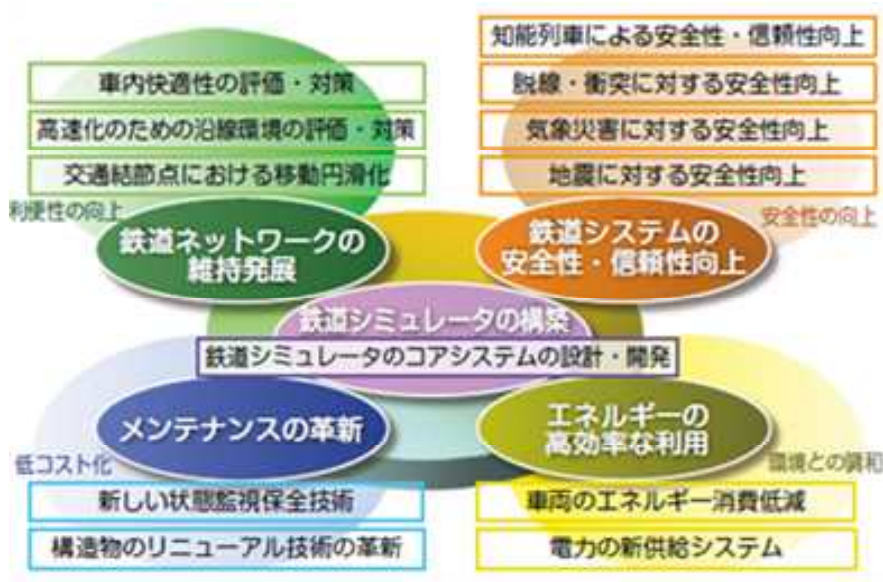 知能列車による安全性・信頼性向上
車内快適性の評価・対策
脱線・衝突に対する安全性向上
高速化のための沿線環境の評価・対策
気象災害に対する安全性向上
交通結節点における移動円滑化
地震に対する安全性向上
利便性の向上
安全性の向上
鉄道ネットワークの
維持発展
鉄道システムの
安全性・信頼性向上
鉄道シミュレータの構築
鉄道シミュレータのコアシステムの設計・開発
メンテナンスの革新
エネルギーの
高効率な利用
低コスト化
環境との調和
新しい状態監視保全技術
車両のエネルギー消費低減
構造物のリニューアル技術の革新
電力の新供給システム